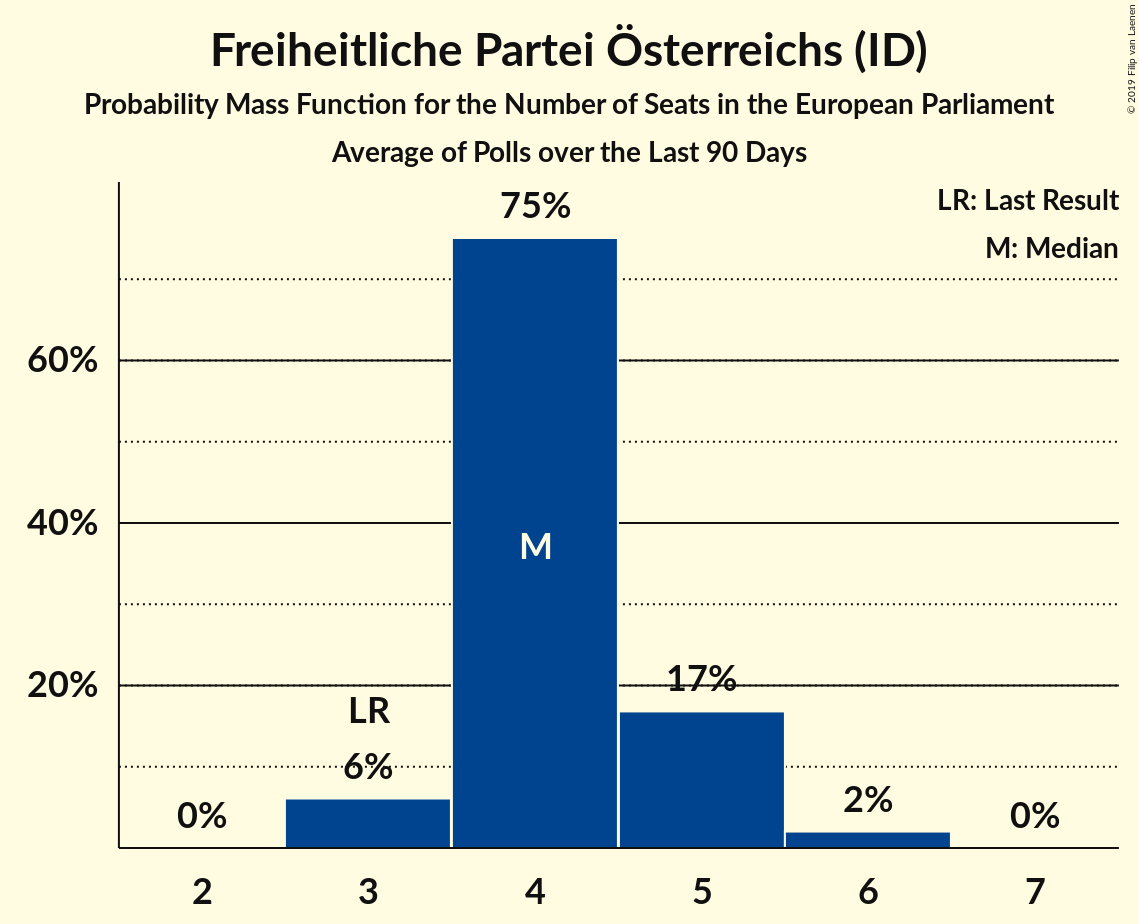 Freiheitliche Partei Österreichs (ID)
Probability Mass Function for the Number of Seats in the European Parliament
Average of Polls over the Last 90 Days
© 2019 Filip van Laenen
LR: Last Result
M: Median
75%
60%
40%
M
20%
17%
LR
6%
2%
0%
0%
2 3 4 5 6 7